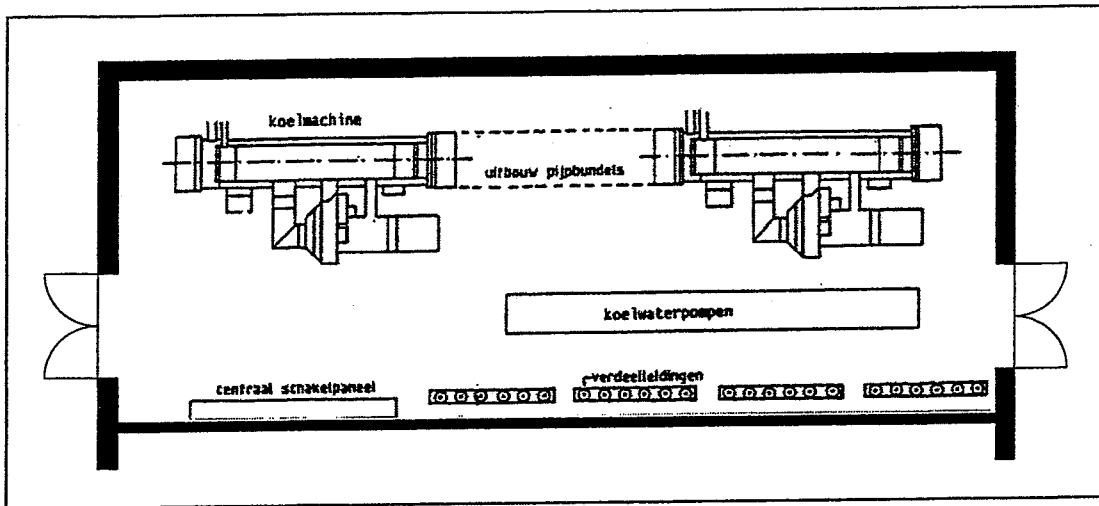 koelmachine
uitbouw pijpbundels
koelwaterpompen
centraal schakelpaneel
verdeelleidingen